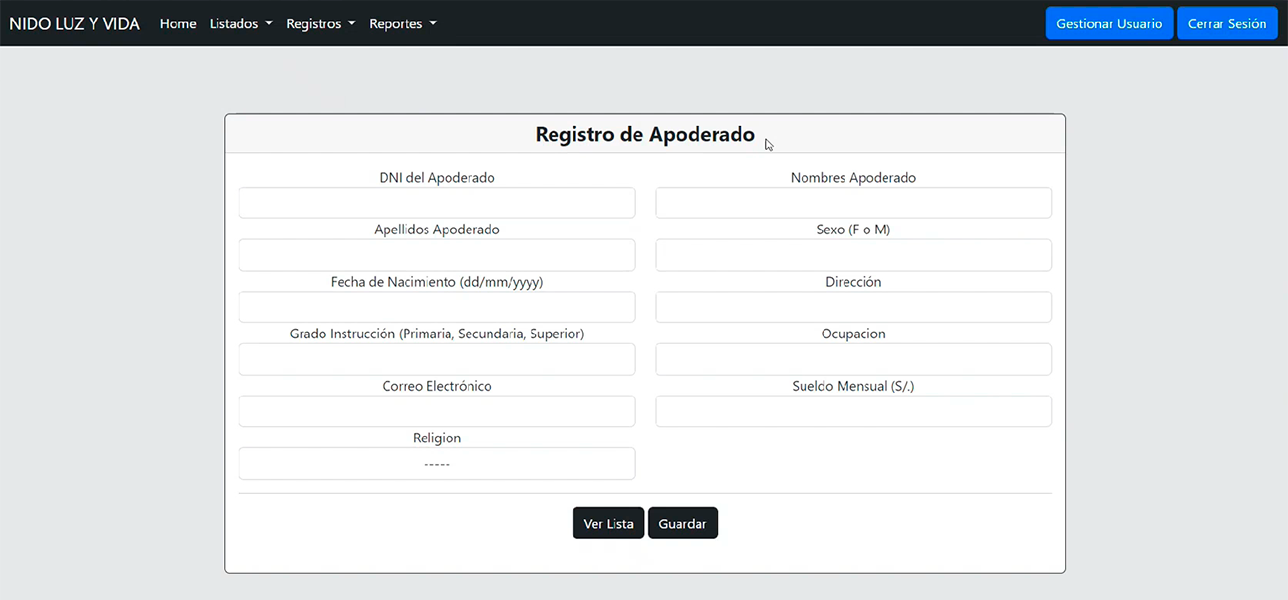 NIDO LUZ Y VIDA Home Listados Registros Reportes Gestionar Usuario Cerrar Sesión
Registro de Apoderado
DNI del Apoderado Nombres Apoderado
Apellidos Apoderado Sexo (F o M)
Fecha de Nacimiento (dd/mm/yyyy) Dirección
Grado Instrucción (Primaria, Secundaria, Superior) Ocupacion
Correo Electrónico Sueldo Mensual (S/.)
Religion
-----
Ver Lista Guardar